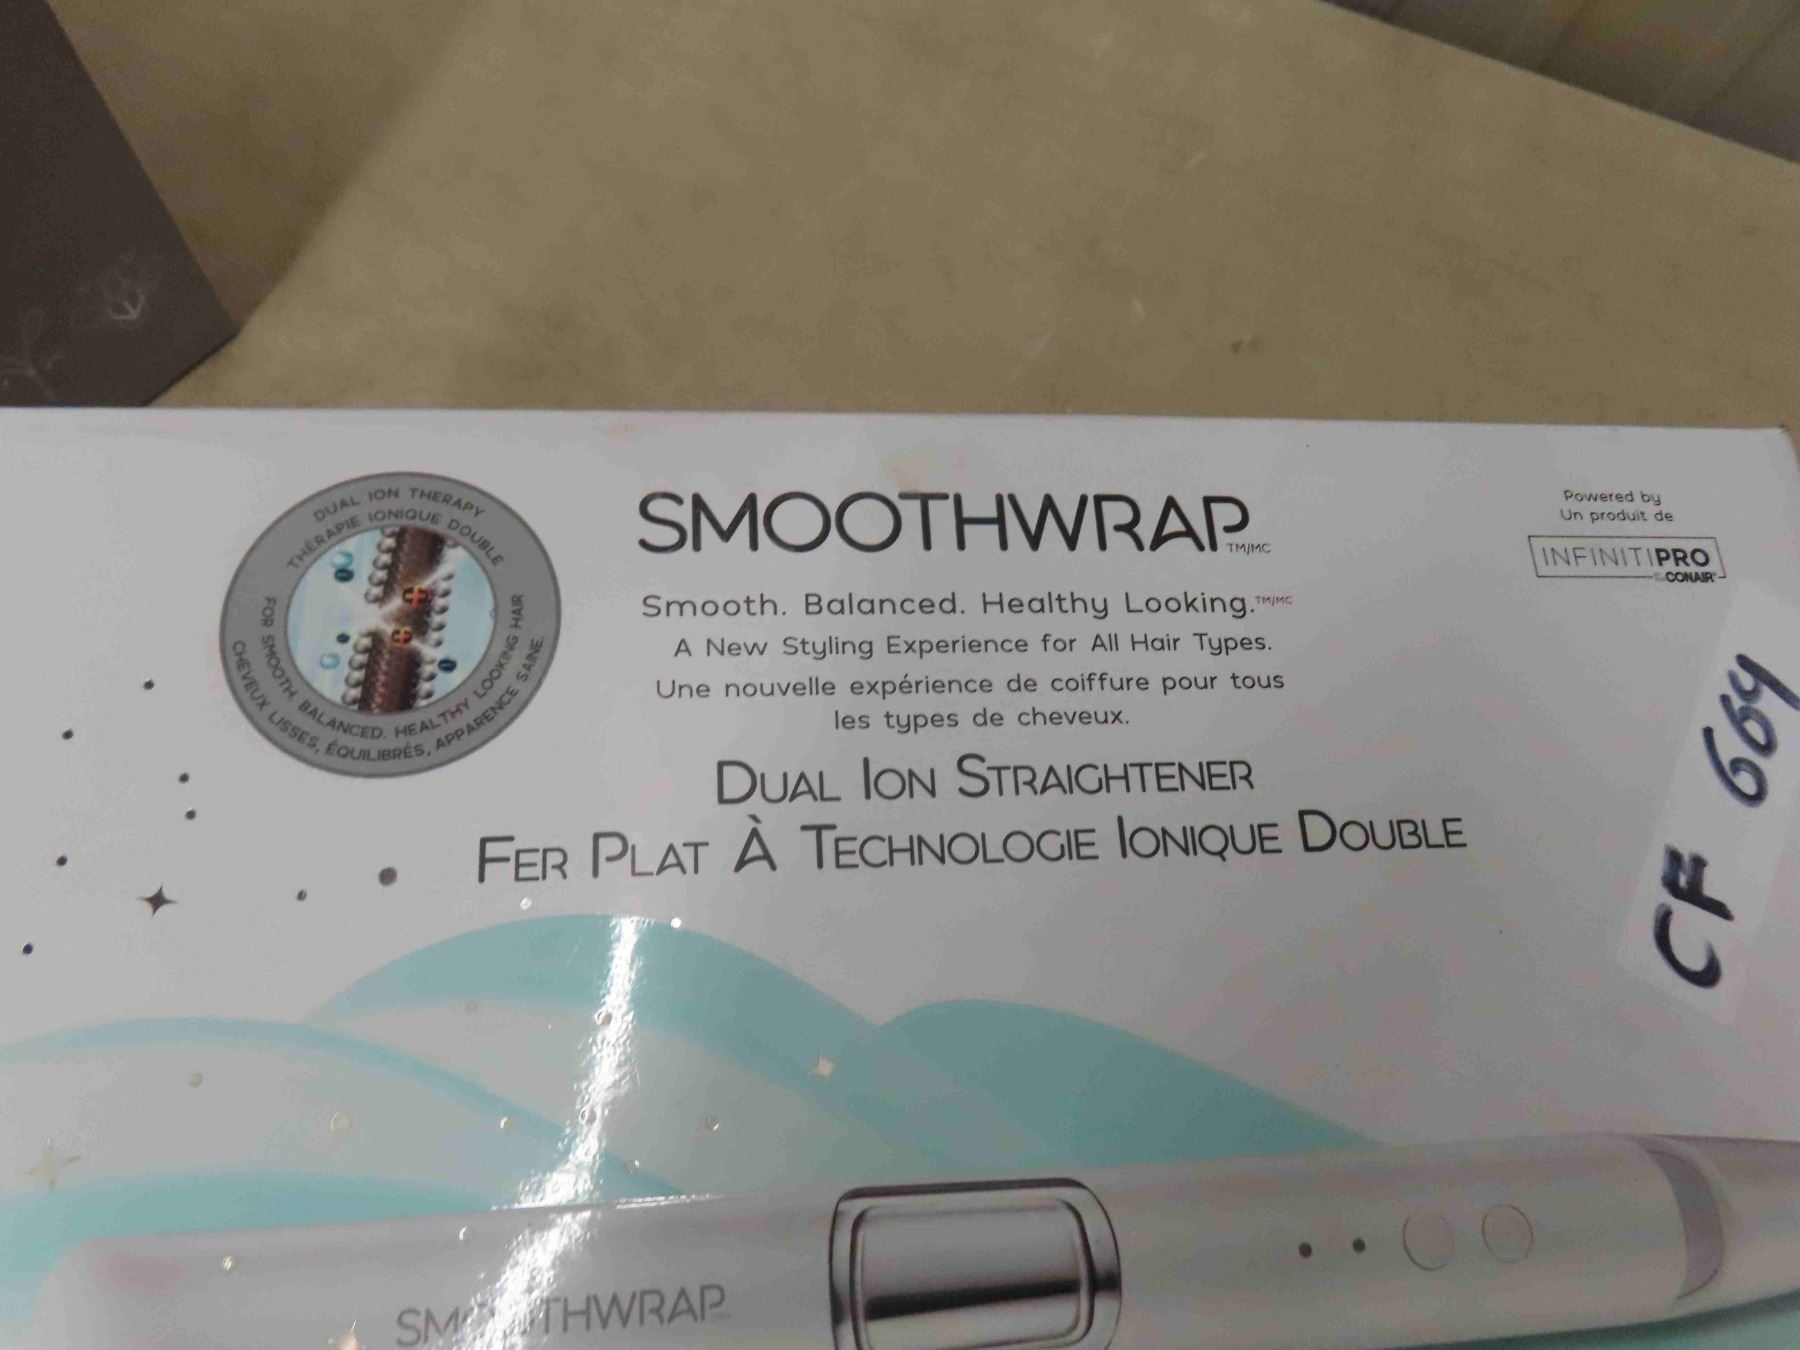 DUAL ION THERAPY
THÉRAPIE IONIQUE DOUBLE
FOR SMOOTH, BALANCED, HEALTHY LOOKING HAIR
CHEVEUX LISSES, ÉQUILIBRÉS, APPARENCE SAINE.
SMOOTHWRAP TM/MC
Smooth. Balanced. Healthy Looking.TM/MC
A New Styling Experience for All Hair Types.
Une nouvelle expérience de coiffure pour tous
les types de cheveux.
DUAL ION STRAIGHTENER
FER PLAT À TECHNOLOGIE IONIQUE DOUBLE
Powered by
Un produit de
INFINITIPRO
CONAIR
CF 664
SMOOTHWRAP